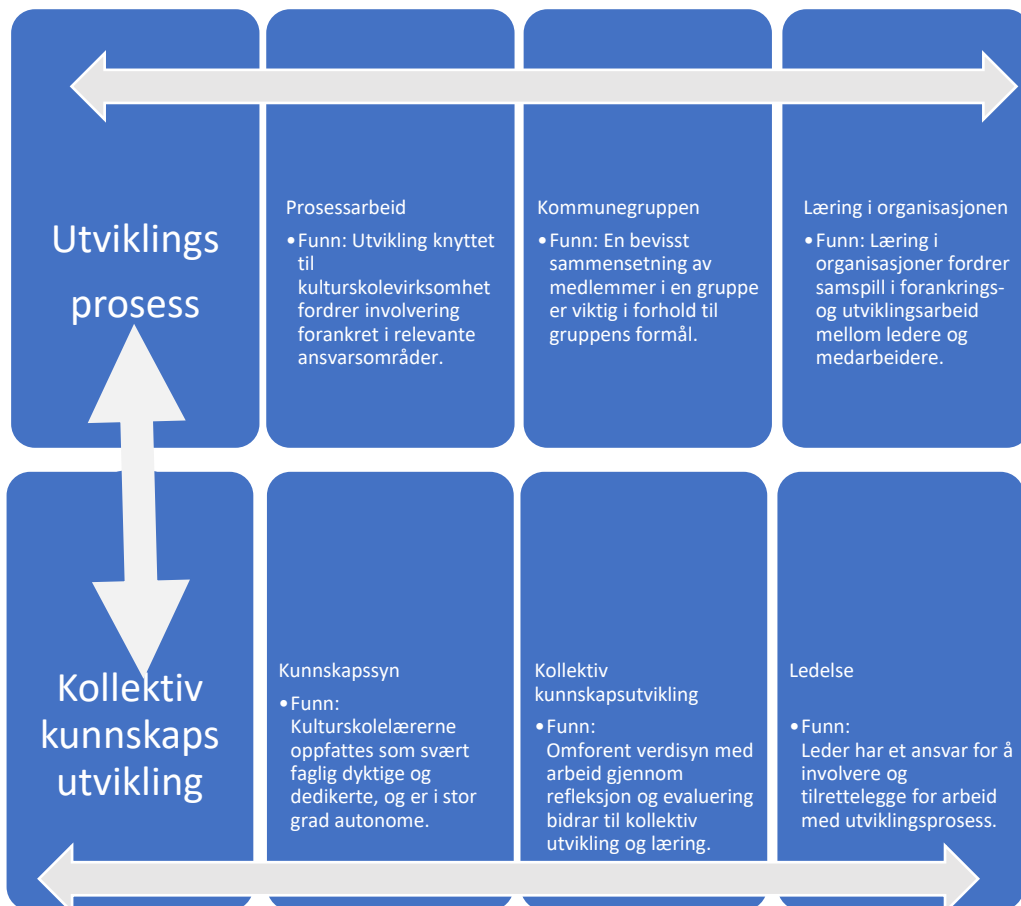 Utviklings
prosess
Prosessarbeid
•Funn: Utvikling knyttet
til
kulturskolevirksomhet
fordrer involvering
forankret i relevante
ansvarsområder.
Kommunegruppen
•Funn: En bevisst
sammensetning av
medlemmer i en gruppe
er viktig i forhold til
gruppens formål.
Læring i organisasjonen
•Funn: Læring i
organisasjoner fordrer
samspill i forankrings-
og utviklingsarbeid
mellom ledere og
medarbeidere.
Kollektiv
kunnskaps
utvikling
Kunnskapssyn
•Funn:
Kulturskolelærerne
oppfattes som svært
faglig dyktige og
dedikerte, og er i stor
grad autonome.
Kollektiv
kunnskapsutvikling
•Funn:
Omforent verdisyn med
arbeid gjennom
refleksjon og evaluering
bidrar til kollektiv
utvikling og læring.
Ledelse
•Funn:
Leder har et ansvar for å
involvere og
tilrettelegge for arbeid
med utviklingsprosess.